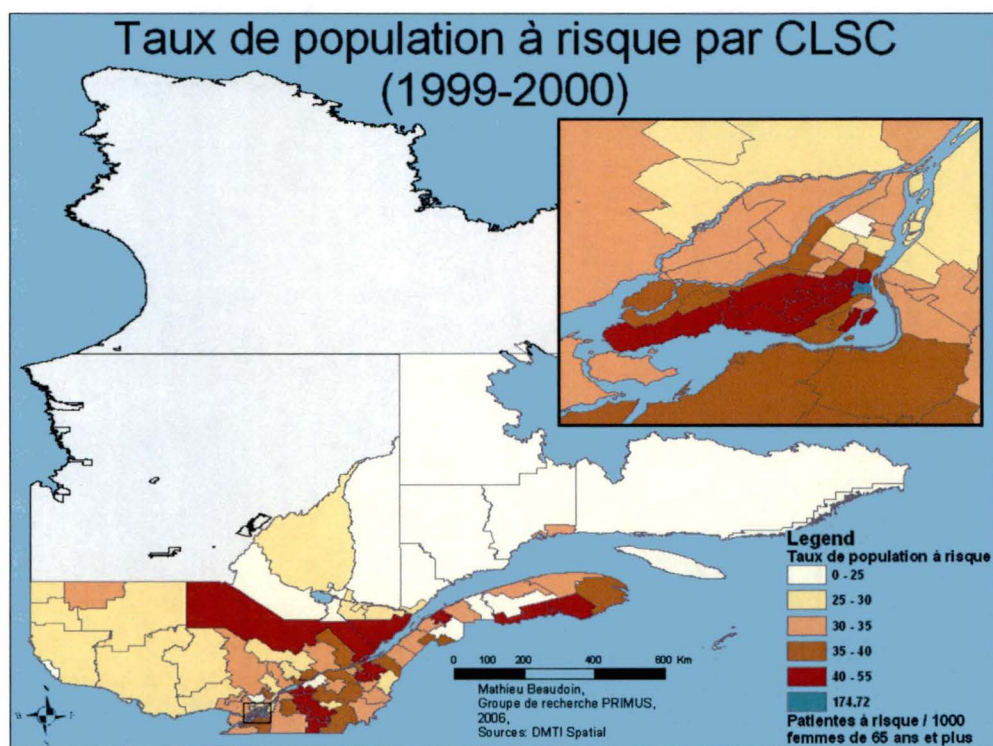 Taux de population à risque par CLSC
(1999-2000)
Legend
Taux de population à risque
0 - 25
25 - 30
30 - 35
35 - 40
40 - 55
174,72
Patientes à risque / 1000
femmes de 65 ans et plus
0 100 200 400 600 Km
Mathieu Beaudoin,
Groupe de recherche PRIMUS,
2006,
Sources: DMTI Spatial